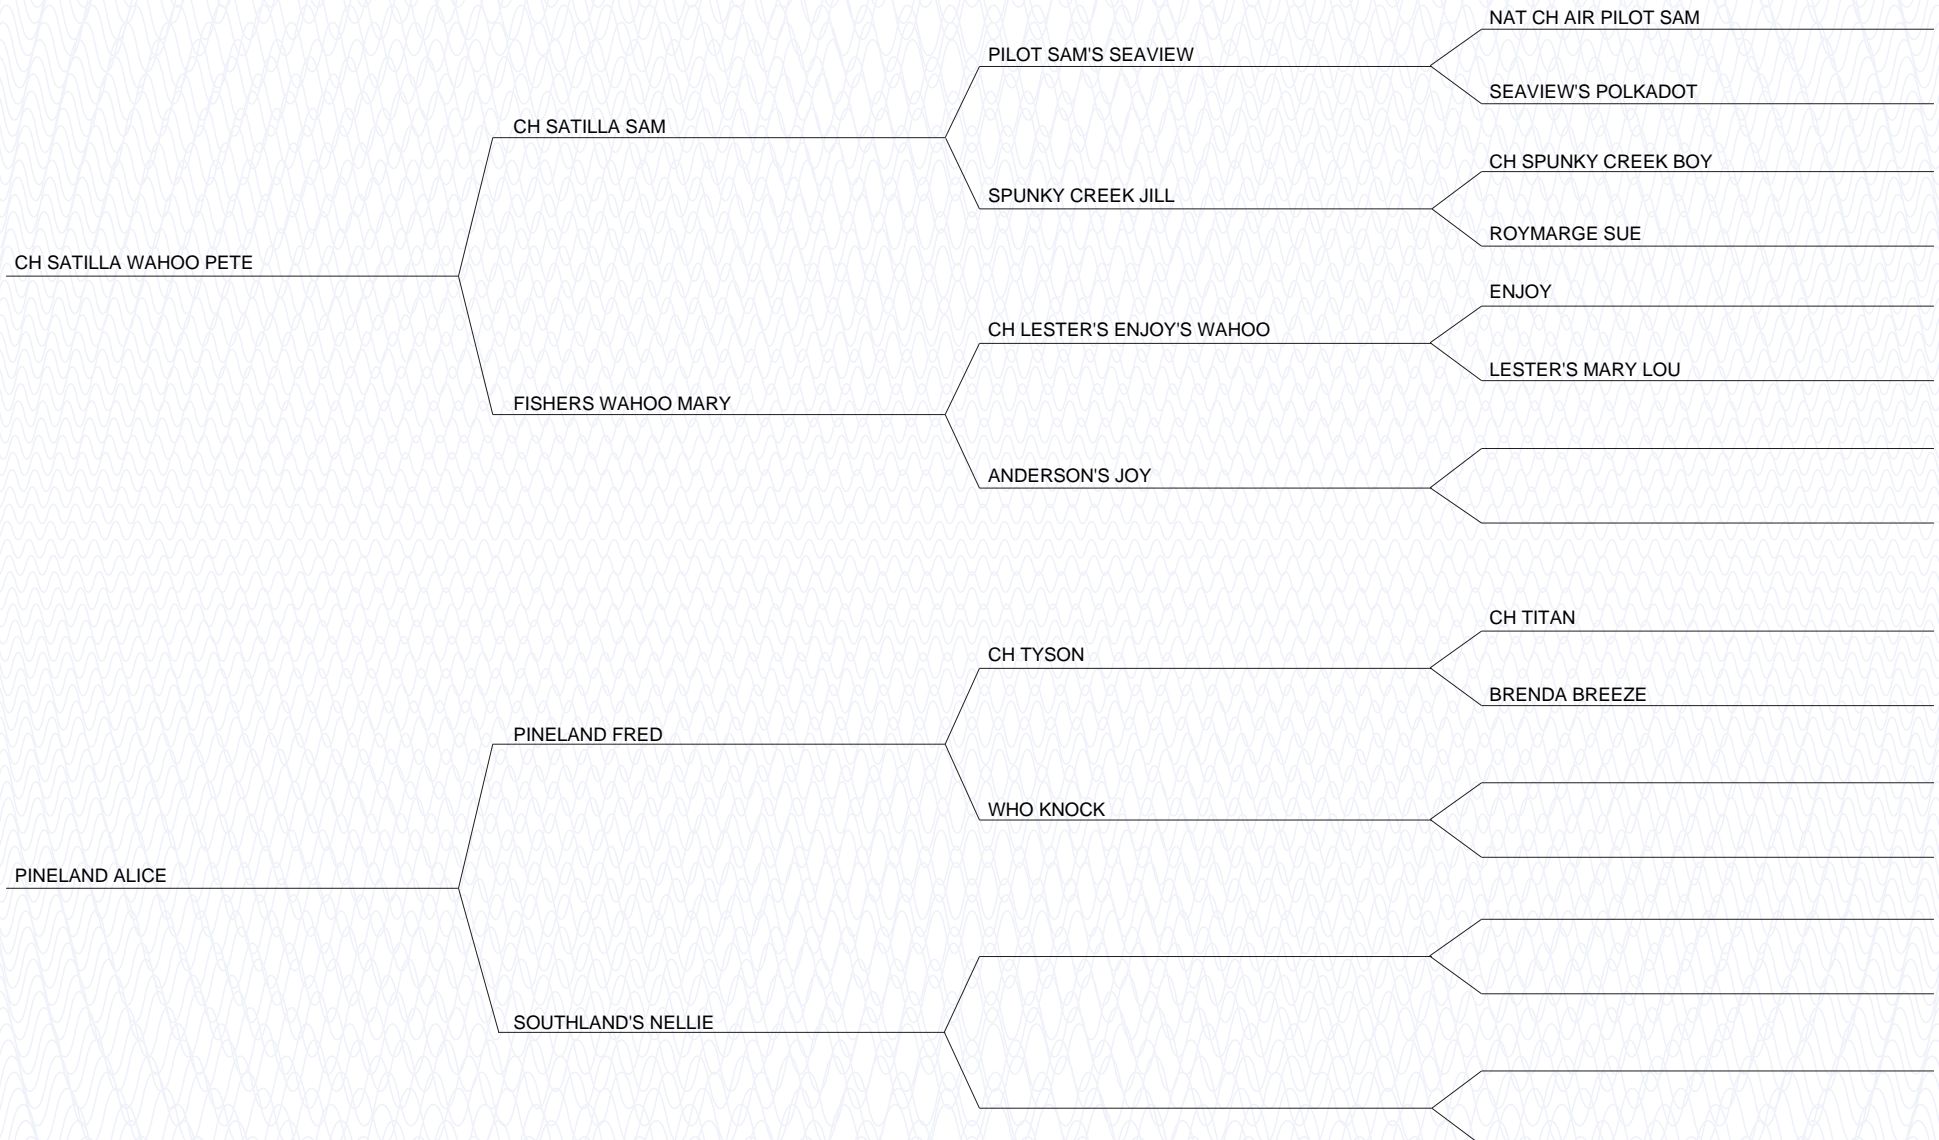 NAT CH AIR PILOT SAM
PILOT SAM'S SEAVIEW
SEAVIEW'S POLKADOT
CH SATILLA SAM
CH SPUNKY CREEK BOY
SPUNKY CREEK JILL
ROYMARGE SUE
CH SATILLA WAHOO PETE
ENJOY
CH LESTER'S ENJOY'S WAHOO
LESTER'S MARY LOU
FISHERS WAHOO MARY
ANDERSON'S JOY
CH TITAN
CH TYSON
BRENDA BREEZE
PINELAND FRED
WHO KNOCK
PINELAND ALICE
SOUTHLAND'S NELLIE